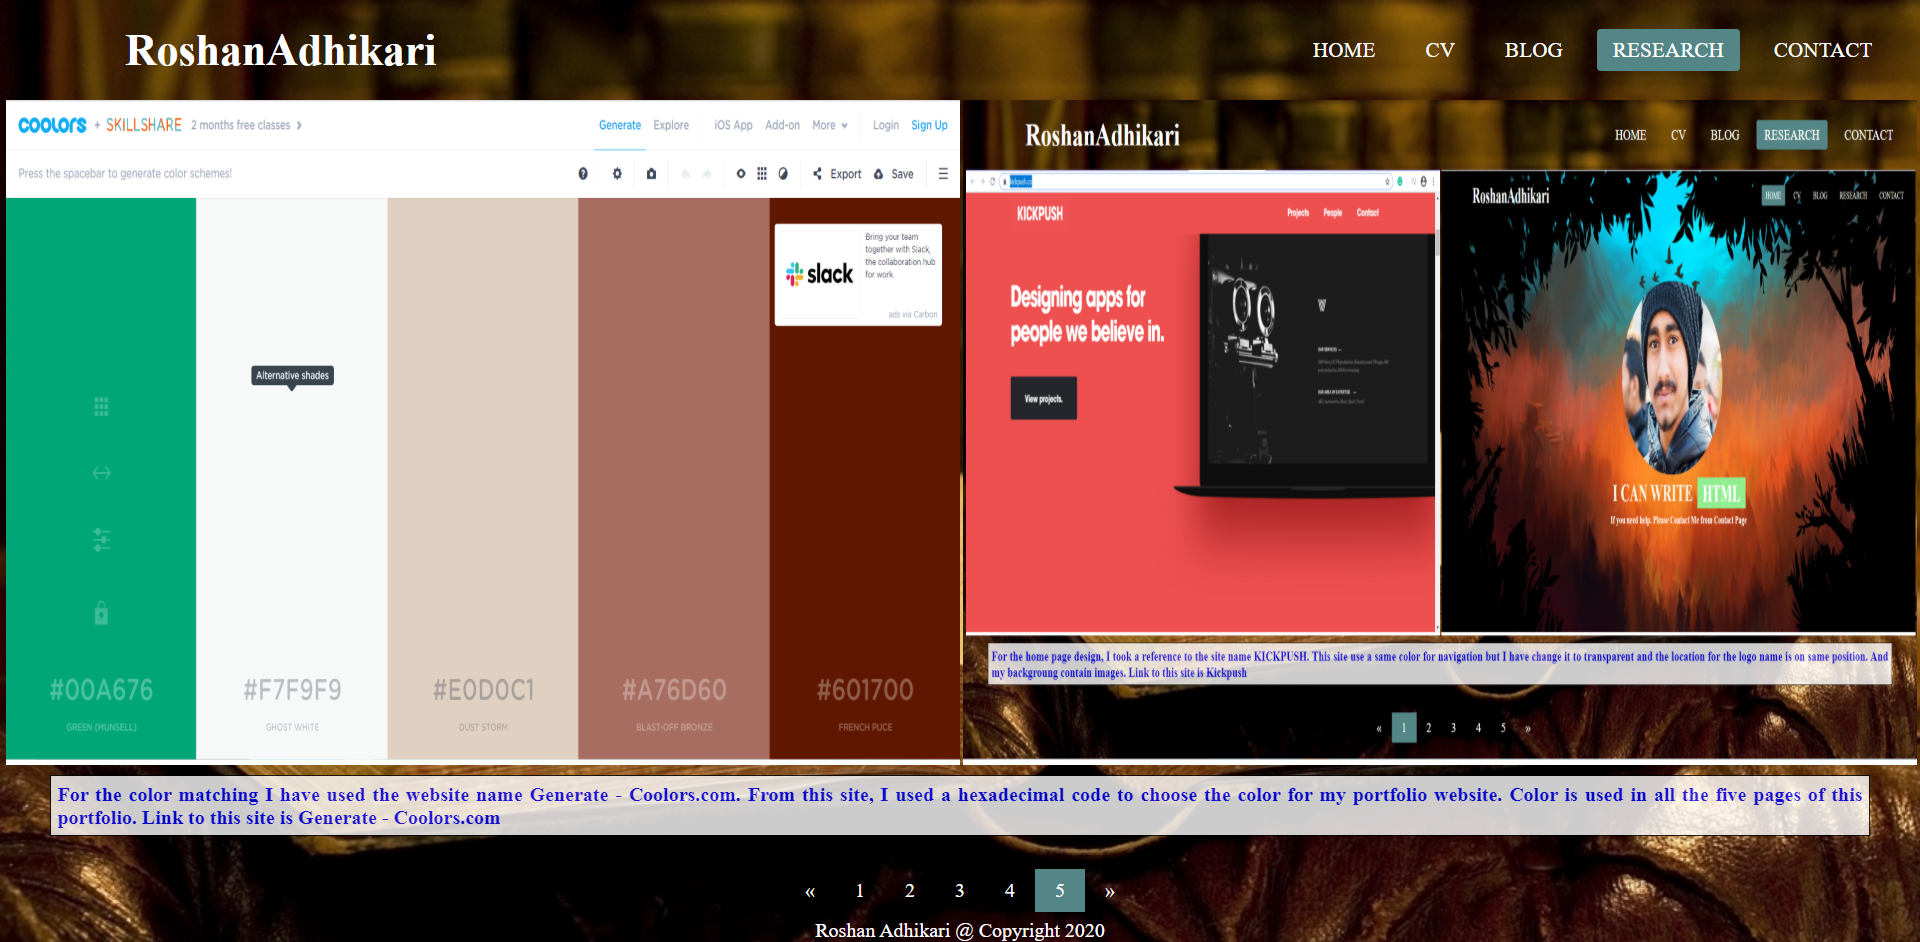 RoshanAdhikari
HOME CV BLOG RESEARCH CONTACT
coolors + SKILLSHARE 2 months free classes
Generate Explore iOS App Add-on More Login Sign Up
Press the spacebar to generate color schemes!
Export Save
Bring your team
together with Slack,
the collaboration hub
for work.
slack
ads via Carbon
Alternative shades
#00A676 #F7F9F9 #E0D0C1 #A76D60 #601700
GREEN (MUNSELL) GHOST WHITE DUST STORM BLAST-OFF BRONZE FRENCH PUCE
RoshanAdhikari
HOME CV BLOG RESEARCH CONTACT
KICKPUSH
Projects People Contact
Designing apps for
people we believe in.
View projects.
RoshanAdhikari
HOME CV BLOG RESEARCH CONTACT
I CAN WRITE HTML
If you need help. Please Contact Me from Contact Page
For the home page design, I took a reference to the site name KICKPUSH. This site use a same color for navigation but I have change it to transparent and the location for the logo name is on same position. And
my backgroung contain images. Link to this site is Kickpush
« 1 2 3 4 5 »
For the color matching I have used the website name Generate - Coolors.com. From this site, I used a hexadecimal code to choose the color for my portfolio website. Color is used in all the five pages of this
portfolio. Link to this site is Generate - Coolors.com
« 1 2 3 4 5 »
Roshan Adhikari @ Copyright 2020